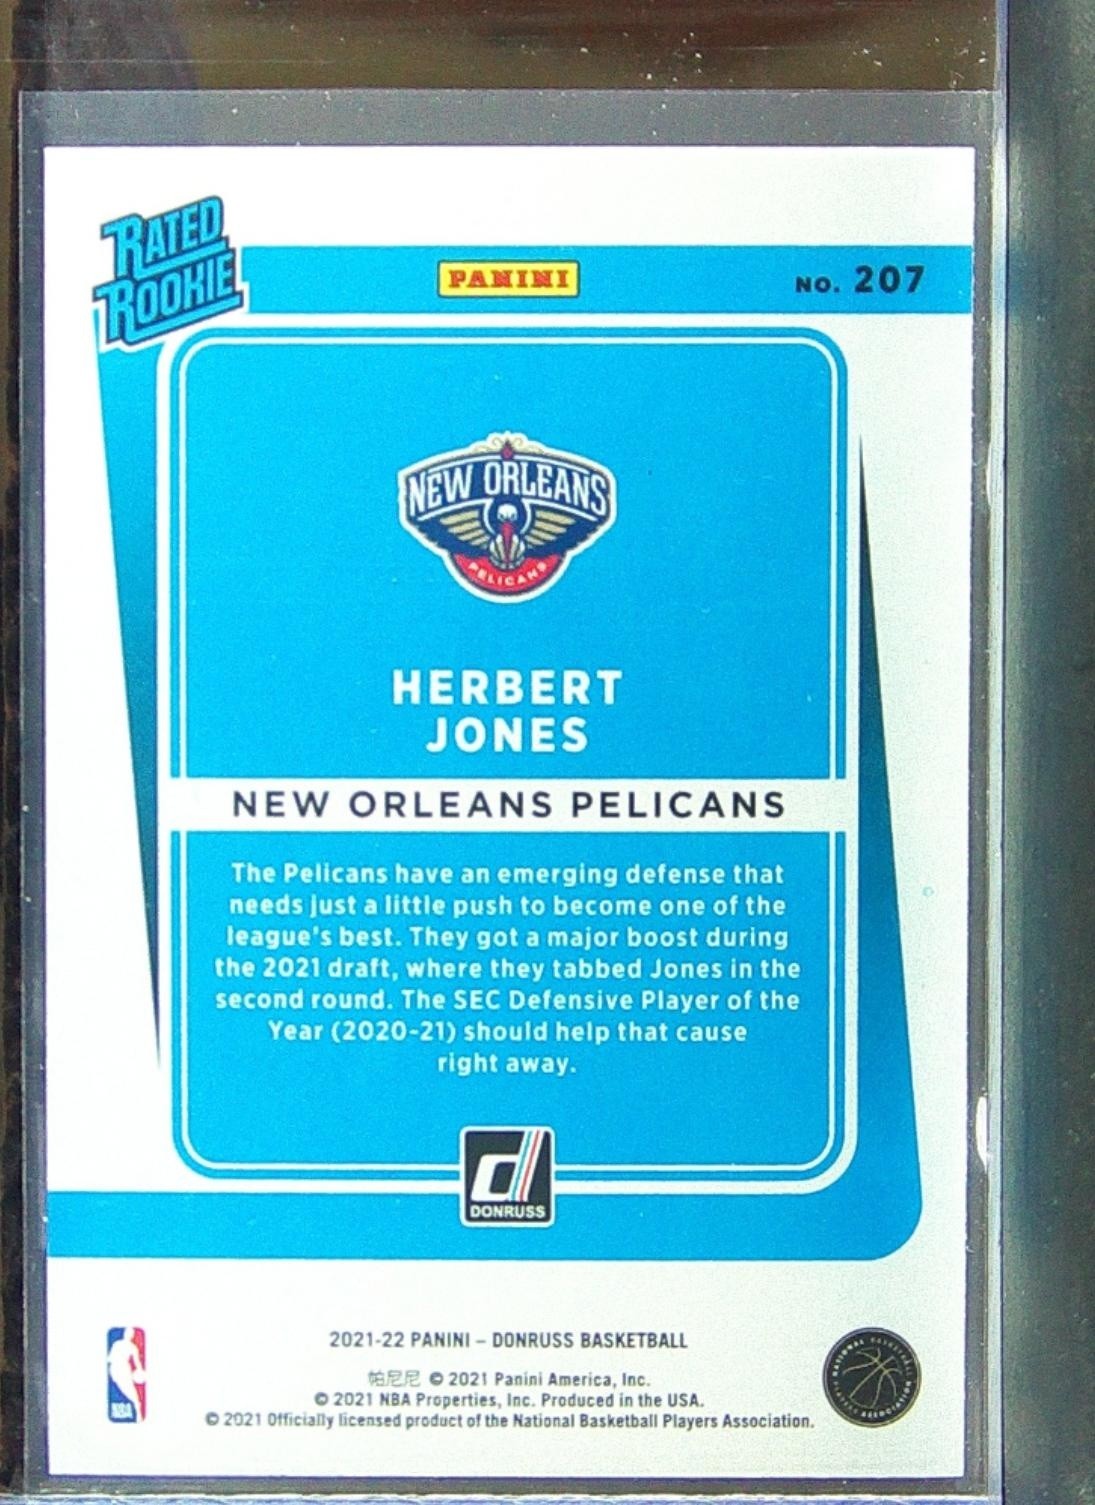 RATED
ROOKIE
PANINI
NO. 207
NEW ORLEANS
PELICANS
HERBERT
JONES
NEW ORLEANS PELICANS
The Pelicans have an emerging defense that
needs just a little push to become one of the
league's best. They got a major boost during
the 2021 draft, where they tabbed Jones in the
second round. The SEC Defensive Player of the
Year (2020-21) should help that cause
right away.
d
DONRUSS
2021-22 PANINI – DONRUSS BASKETBALL
帕尼尼 © 2021 Panini America, Inc.
© 2021 NBA Properties, Inc. Produced in the USA.
© 2021 Officially licensed product of the National Basketball Players Association.
NBA
NATIONAL BASKETBALL PLAYERS ASSOCIATION